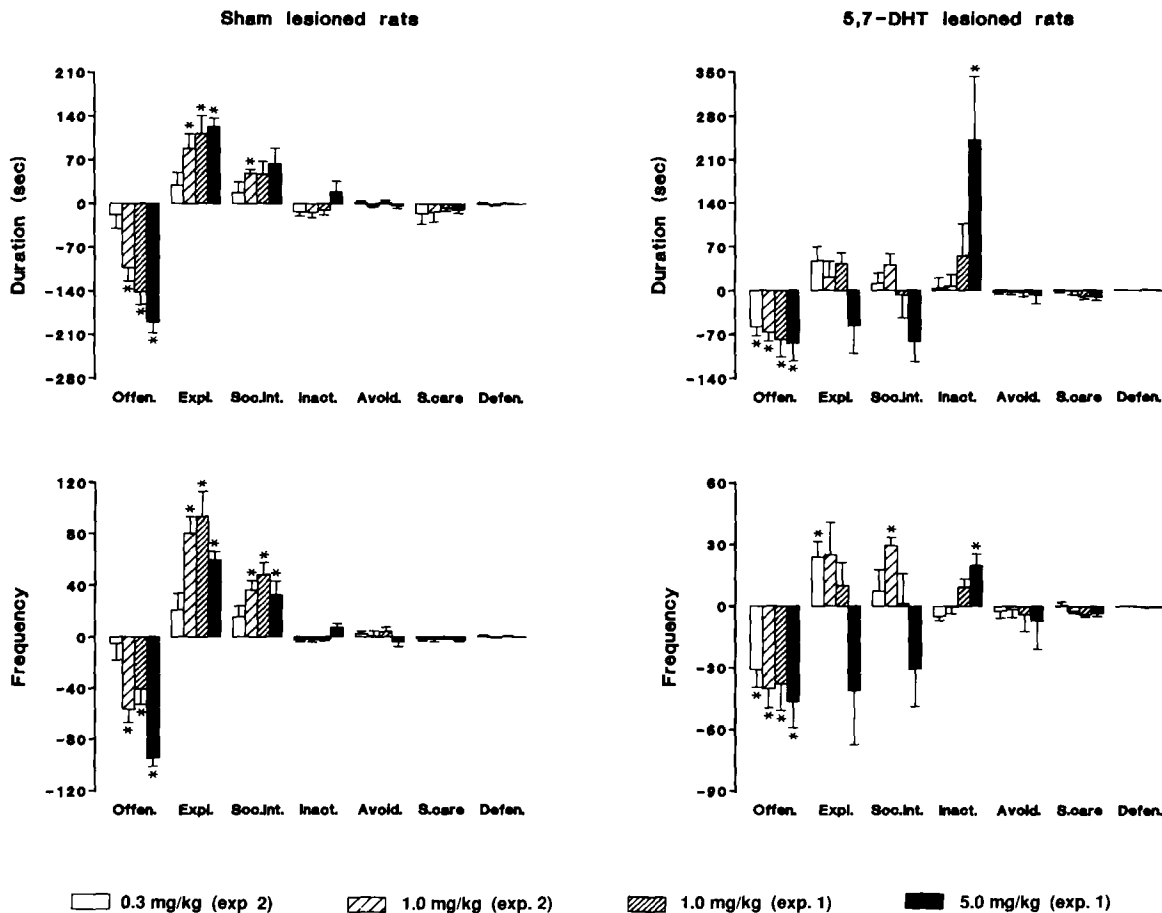 Sham lesioned rats
5,7-DHT lesioned rats
Duration (sec)
210
140
70
0
-70
-140
-210
-280
* * * * * * *
Offen. Expl. Soc.Int. Inact. Avoid. S.care Defen.
Duration (sec)
350
280
210
140
70
0
-70
-140
* * * * *
Offen. Expl. Soc.Int. Inact. Avoid. S.care Defen.
Frequency
120
80
40
0
-40
-80
-120
* * * * * * * * *
Offen. Expl. Soc.Int. Inact. Avoid. S.care Defen.
Frequency
60
30
0
-30
-60
-90
* * * * * * *
Offen. Expl. Soc.Int. Inact. Avoid. S.care Defen.
0.3 mg/kg (exp 2)
1.0 mg/kg (exp. 2)
1.0 mg/kg (exp. 1)
5.0 mg/kg (exp. 1)